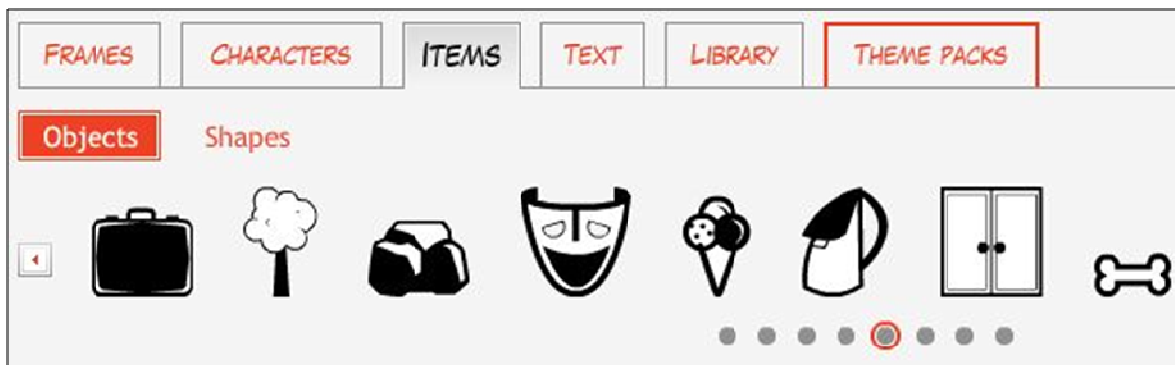 FRAMES CHARACTERS ITEMS TEXT LIBRARY THEME PACKS
Objects Shapes